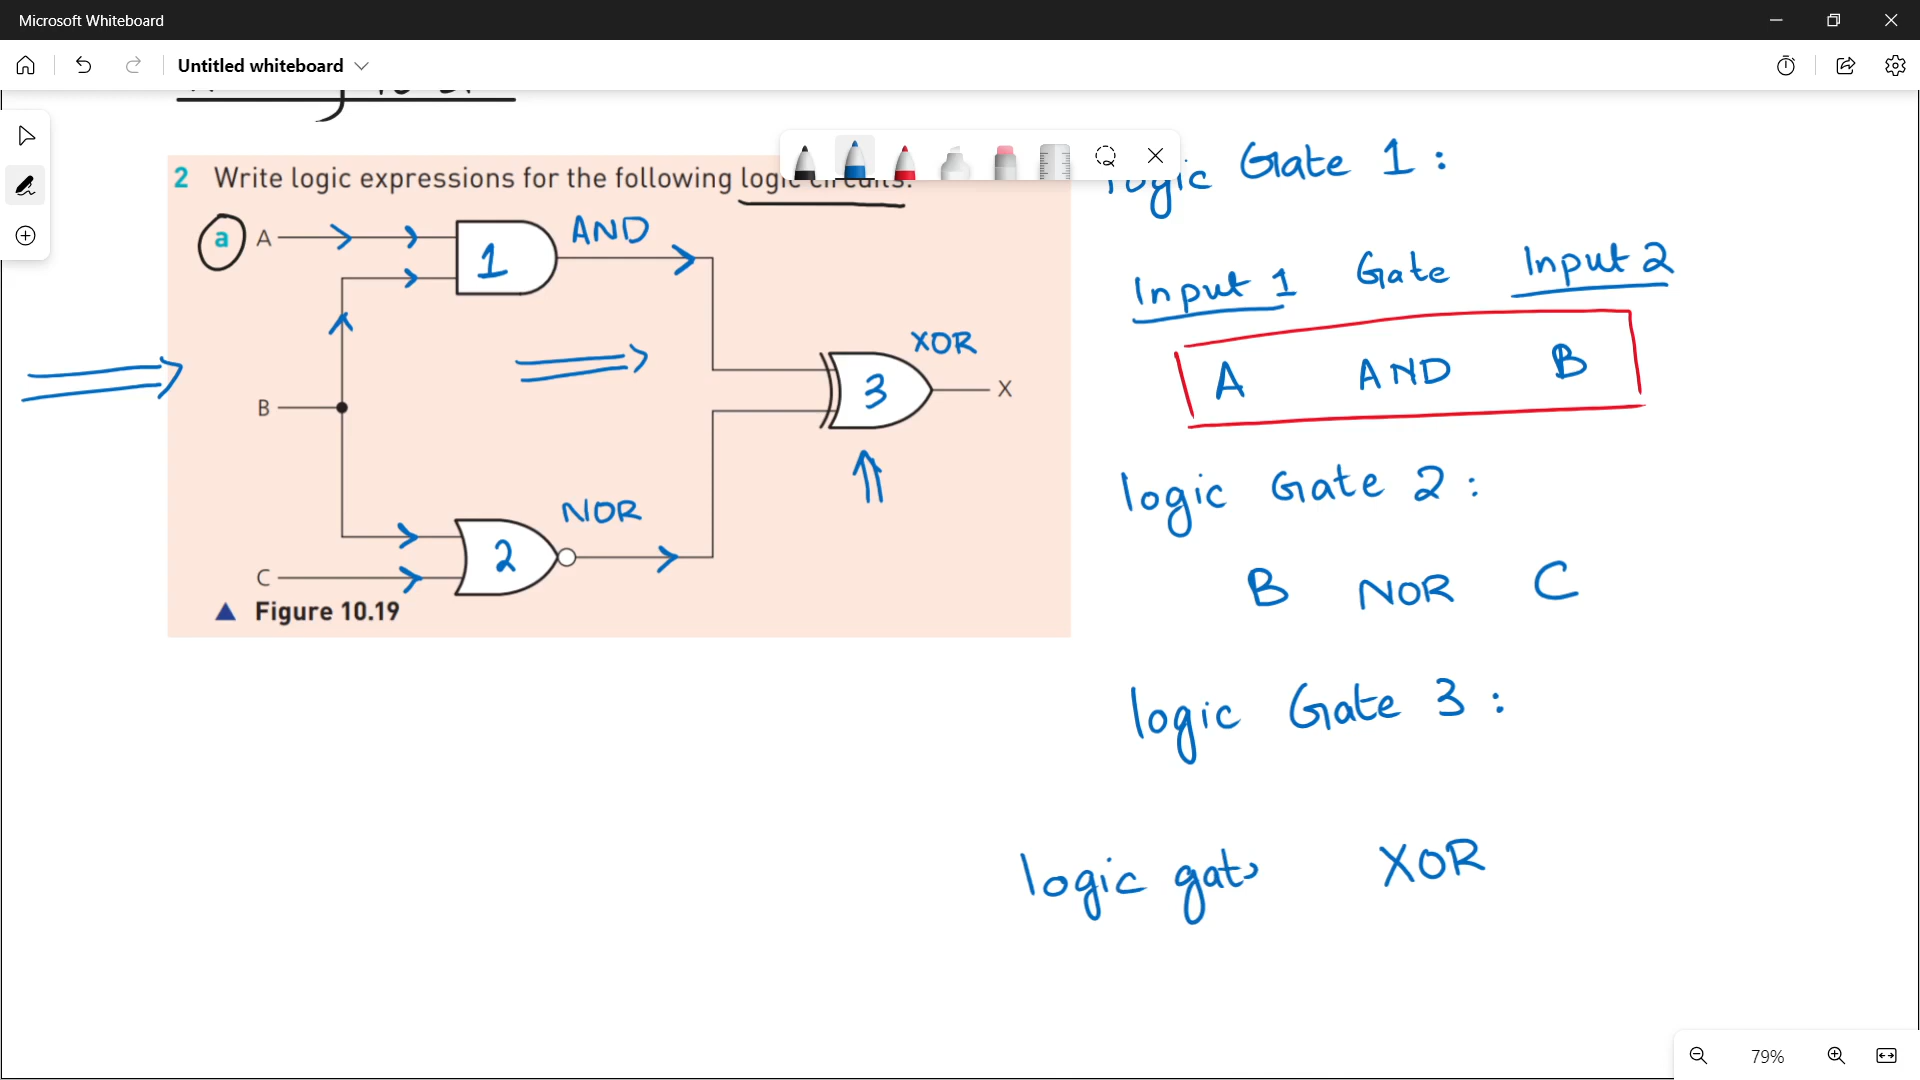 Microsoft Whiteboard
Untitled whiteboard
2 Write logic expressions for the following logic circuits.
a
A
1
AND
B
XOR
3
X
NOR
C
2
Figure 10.19
logic Gate 1 :
Input 1 Gate Input 2
A AND B
logic Gate 2 :
B NOR C
logic Gate 3 :
logic gate XOR
79%